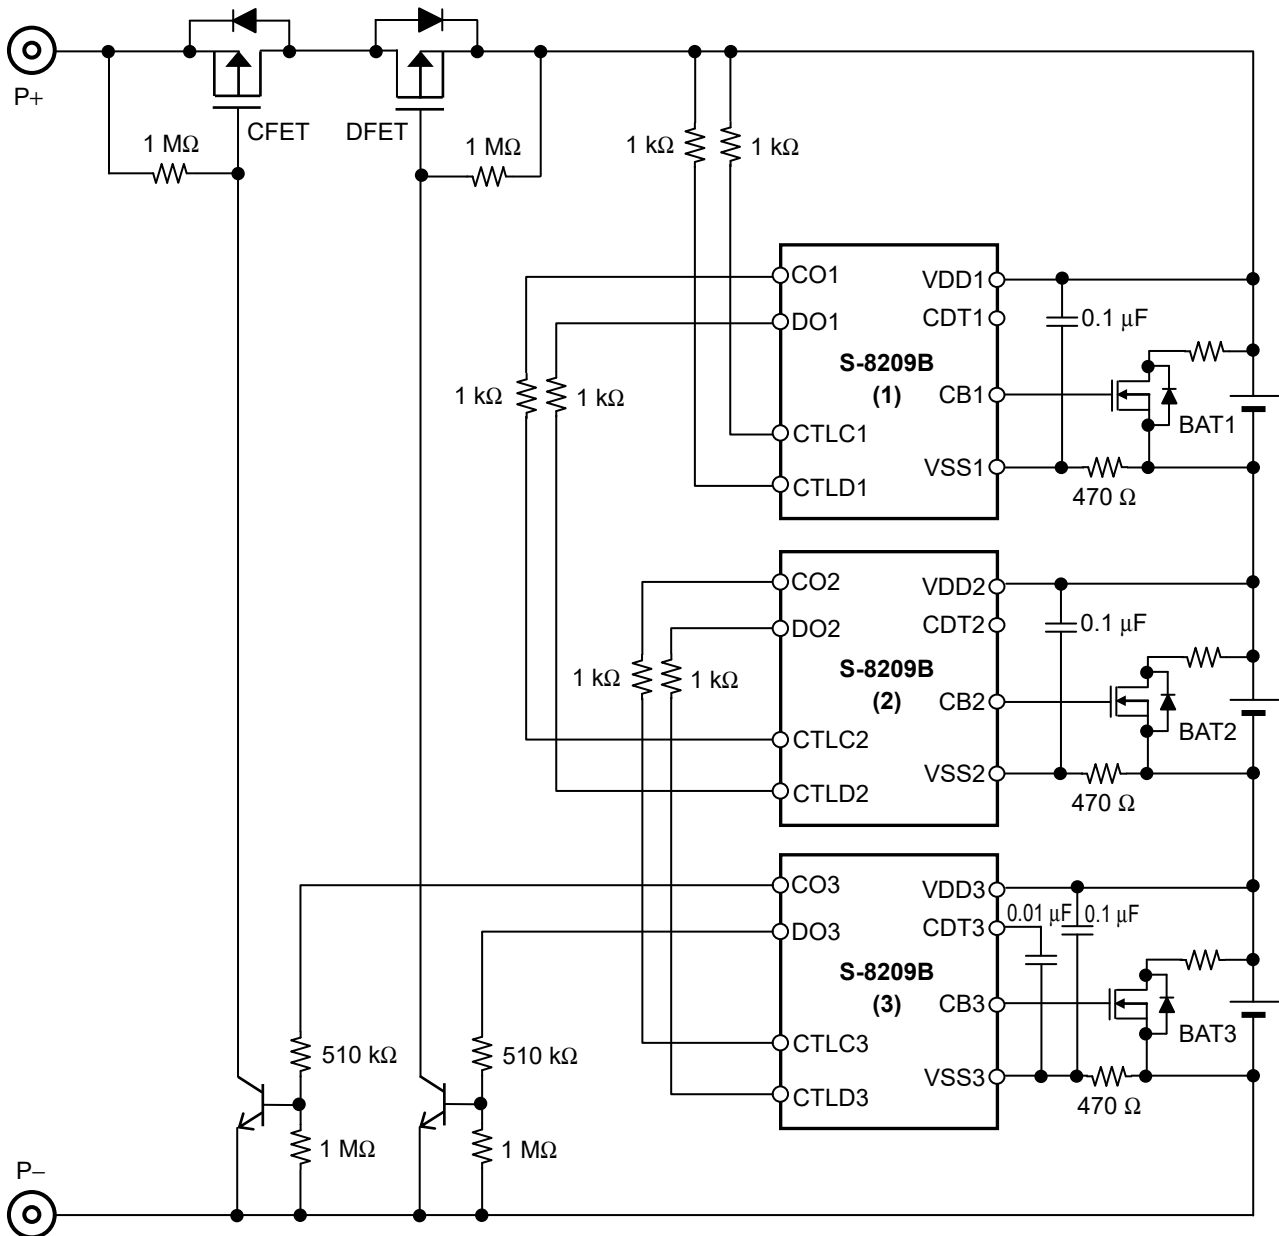 P+
CFET
DFET
1 MΩ
1 MΩ
1 kΩ
1 kΩ
CO1
VDD1
DO1
CDT1
0.1 μF
S-8209B
(1)
CB1
1 kΩ
1 kΩ
BAT1
CTLC1
VSS1
CTLD1
470 Ω
CO2
VDD2
DO2
CDT2
0.1 μF
S-8209B
(2)
1 kΩ
1 kΩ
CB2
BAT2
CTLC2
VSS2
CTLD2
470 Ω
CO3
VDD3
0.01 μF
0.1 μF
DO3
CDT3
S-8209B
(3)
CB3
BAT3
510 kΩ
510 kΩ
CTLC3
VSS3
CTLD3
470 Ω
1 MΩ
1 MΩ
P−